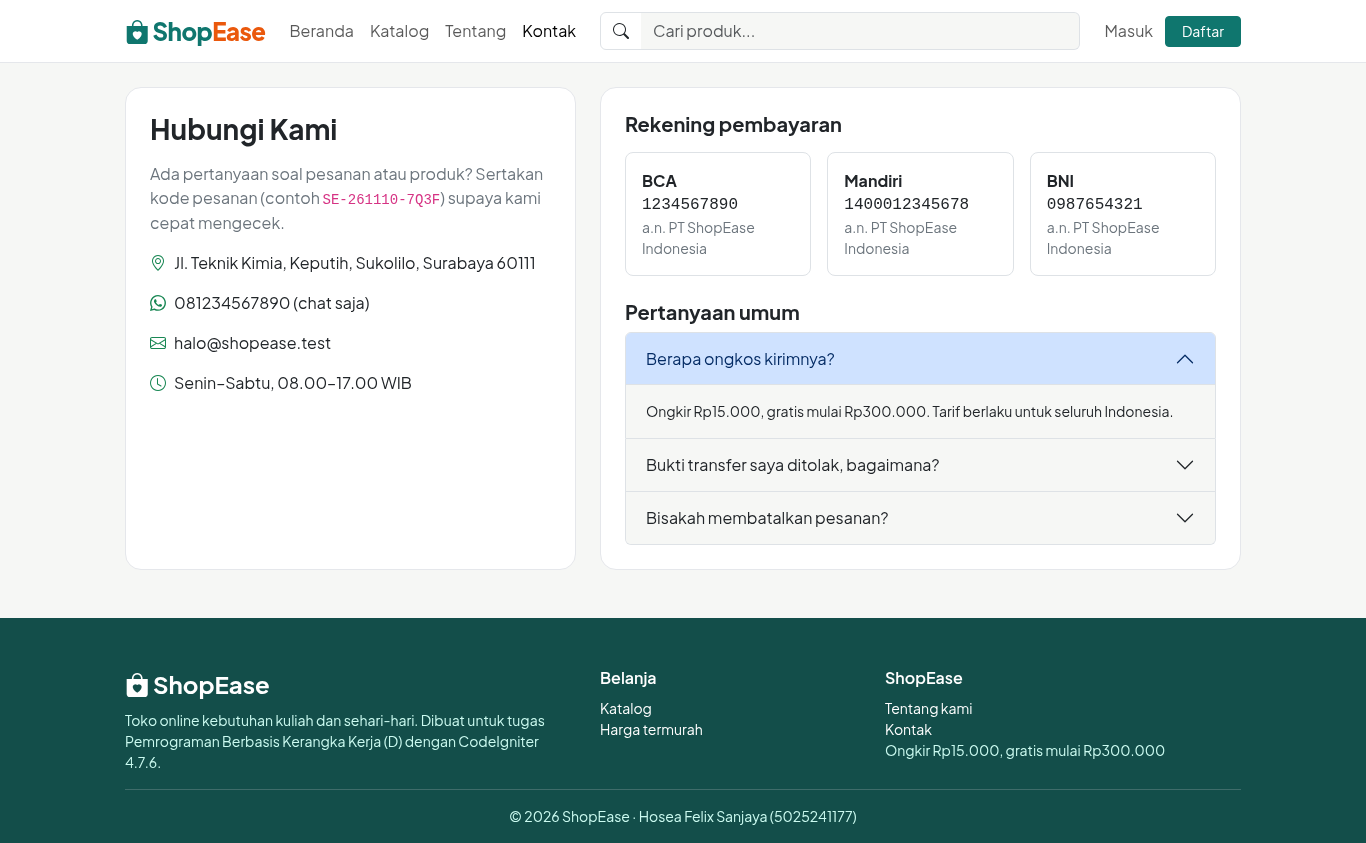 ShopEase
Beranda
Katalog
Tentang
Kontak
Cari produk...
Masuk
Daftar
Hubungi Kami
Ada pertanyaan soal pesanan atau produk? Sertakan
kode pesanan (contoh SE-261110-7Q3F) supaya kami
cepat mengecek.
Jl. Teknik Kimia, Keputih, Sukolilo, Surabaya 60111
081234567890 (chat saja)
halo@shopease.test
Senin–Sabtu, 08.00–17.00 WIB
Rekening pembayaran
BCA
1234567890
a.n. PT ShopEase
Indonesia
Mandiri
1400012345678
a.n. PT ShopEase
Indonesia
BNI
0987654321
a.n. PT ShopEase
Indonesia
Pertanyaan umum
Berapa ongkos kirimnya?
Ongkir Rp15.000, gratis mulai Rp300.000. Tarif berlaku untuk seluruh Indonesia.
Bukti transfer saya ditolak, bagaimana?
Bisakah membatalkan pesanan?
ShopEase
Toko online kebutuhan kuliah dan sehari-hari. Dibuat untuk tugas
Pemrograman Berbasis Kerangka Kerja (D) dengan CodeIgniter
4.7.6.
Belanja
Katalog
Harga termurah
ShopEase
Tentang kami
Kontak
Ongkir Rp15.000, gratis mulai Rp300.000
© 2026 ShopEase · Hosea Felix Sanjaya (5025241177)